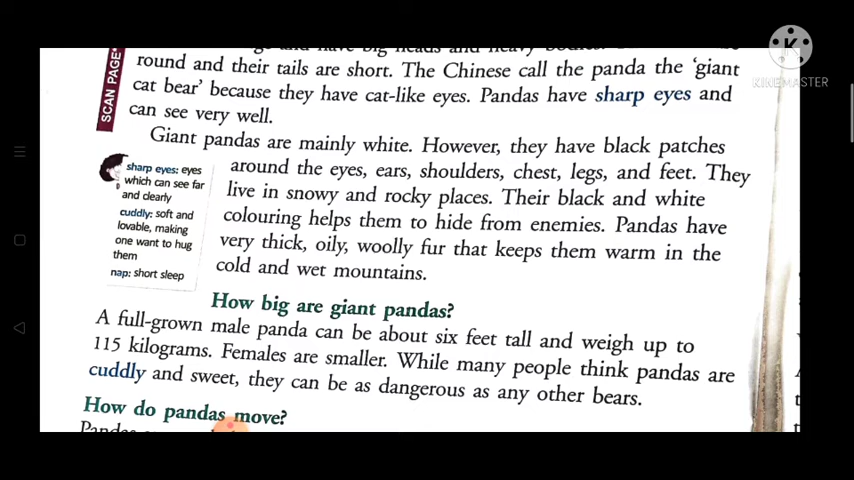 and have big heads and heavy bodies.
round and their tails are short. The Chinese call the panda the 'giant
cat bear' because they have cat-like eyes. Pandas have sharp eyes and
can see very well.
Giant pandas are mainly white. However, they have black patches
around the eyes, ears, shoulders, chest, legs, and feet. They
live in snowy and rocky places. Their black and white
colouring helps them to hide from enemies. Pandas have
very thick, oily, woolly fur that keeps them warm in the
cold and wet mountains.
SCAN PAGE
sharp eyes: eyes
which can see far
and clearly
cuddly: soft and
lovable, making
one want to hug
them
nap: short sleep
How big are giant pandas?
A full-grown male panda can be about six feet tall and weigh up to
115 kilograms. Females are smaller. While many people think pandas are
cuddly and sweet, they can be as dangerous as any other bears.
How do pandas move?
Pandas
K
KINEMASTER